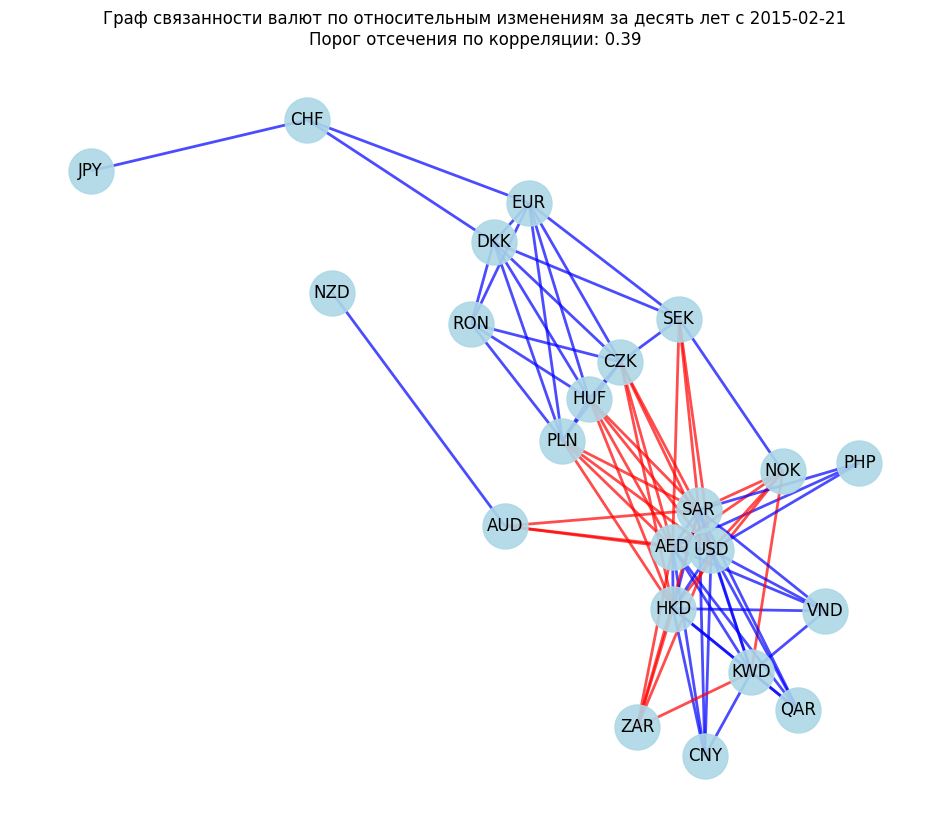 Граф связанности валют по относительным изменениям за десять лет с 2015-02-21
Порог отсечения по корреляции: 0.39
CHF
JPY
EUR
DKK
NZD
RON
SEK
CZK
HUF
PLN
NOK
PHP
SAR
AUD
AED
USD
HKD
VND
KWD
QAR
ZAR
CNY